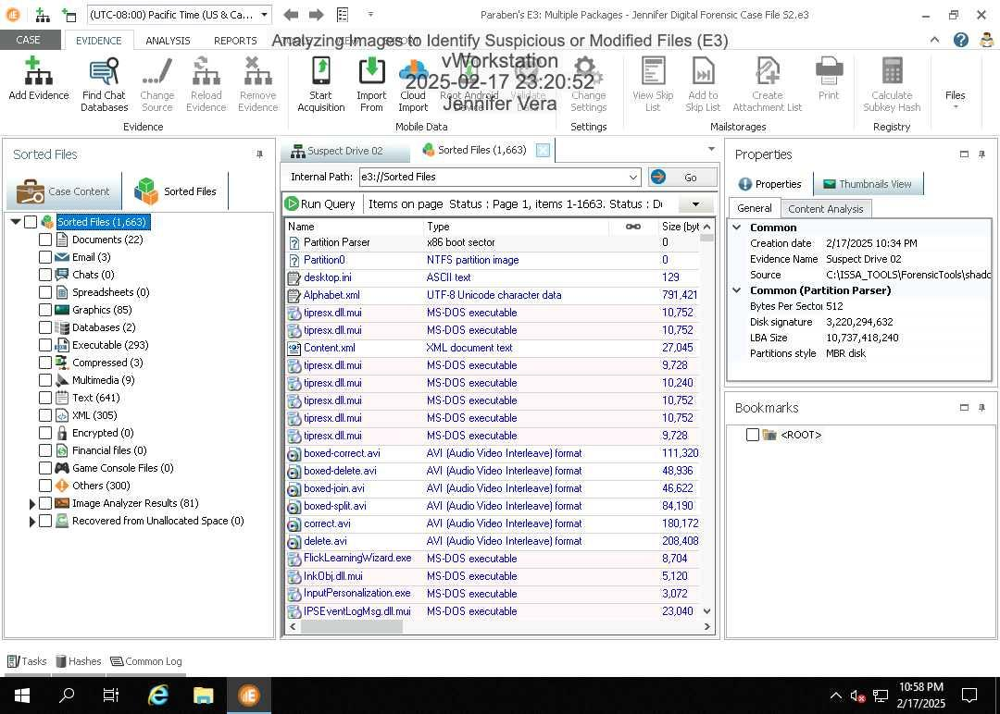 (UTC-08:00) Pacific Time (US & Ca...
Paraben's E3: Multiple Packages - Jennifer Digital Forensic Case File S2.e3
CASE
EVIDENCE
ANALYSIS
REPORTS
Analyzing Images to Identify Suspicious or Modified Files (E3)
vWorkstation
2025-02-17 23:20:52
Jennifer Vera
Add Evidence
Find Chat Databases
Change Source
Reload Evidence
Remove Evidence
Evidence
Start Acquisition
Import From
Cloud Import
Root Android
Validate
Mobile Data
Change Settings
Settings
View Skip List
Add to Skip List
Create Attachment List
Print
Mailstorages
Calculate Subkey Hash
Registry
Files
Sorted Files
Case Content
Sorted Files
Sorted Files (1,663)
Documents (22)
Email (3)
Chats (0)
Spreadsheets (0)
Graphics (85)
Databases (2)
Executable (293)
Compressed (3)
Multimedia (9)
Text (641)
XML (305)
Encrypted (0)
Financial files (0)
Game Console Files (0)
Others (300)
Image Analyzer Results (81)
Recovered from Unallocated Space (0)
Suspect Drive 02
Sorted Files (1,663)
Internal Path:
e3://Sorted Files
Go
Run Query
Items on page Status : Page 1, items 1-1663. Status :
Name Type Size (byt
Partition Parser x86 boot sector 0
Partition0 NTFS partition image 0
desktop.ini ASCII text 129
Alphabet.xml UTF-8 Unicode character data 791,421
tipresx.dll.mui MS-DOS executable 10,752
tipresx.dll.mui MS-DOS executable 10,752
Content.xml XML document text 27,045
tipresx.dll.mui MS-DOS executable 9,728
tipresx.dll.mui MS-DOS executable 10,240
tipresx.dll.mui MS-DOS executable 10,752
tipresx.dll.mui MS-DOS executable 10,752
tipresx.dll.mui MS-DOS executable 9,728
boxed-correct.avi AVI (Audio Video Interleave) format 111,320
boxed-delete.avi AVI (Audio Video Interleave) format 48,936
boxed-join.avi AVI (Audio Video Interleave) format 46,622
boxed-split.avi AVI (Audio Video Interleave) format 84,190
correct.avi AVI (Audio Video Interleave) format 180,172
delete.avi AVI (Audio Video Interleave) format 208,408
FlickLearningWizard.exe MS-DOS executable 8,704
InkObj.dll.mui MS-DOS executable 5,120
InputPersonalization.exe MS-DOS executable 3,072
IPSEventLogMsg.dll.mui MS-DOS executable 23,040
Properties
Properties
Thumbnails View
General
Content Analysis
Common
Creation date 2/17/2025 10:34 PM
Evidence Name Suspect Drive 02
Source C:\ISSA_TOOLS\ForensicTools\shadc
Common (Partition Parser)
Bytes Per Sector 512
Disk signature 3,220,294,632
LBA Size 10,737,418,240
Partitions style MBR disk
Bookmarks
<ROOT>
Tasks
Hashes
Common Log
10:58 PM
2/17/2025